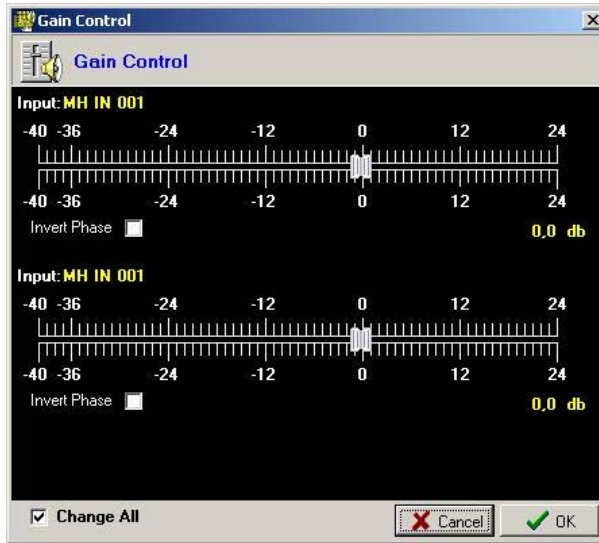 Gain Control
Gain Control
Input: MH IN 001
-40 -36 -24 -12 0 12 24
-40 -36 -24 -12 0 12 24
Invert Phase
0,0 db
Input: MH IN 001
-40 -36 -24 -12 0 12 24
-40 -36 -24 -12 0 12 24
Invert Phase
0,0 db
Change All
Cancel
OK